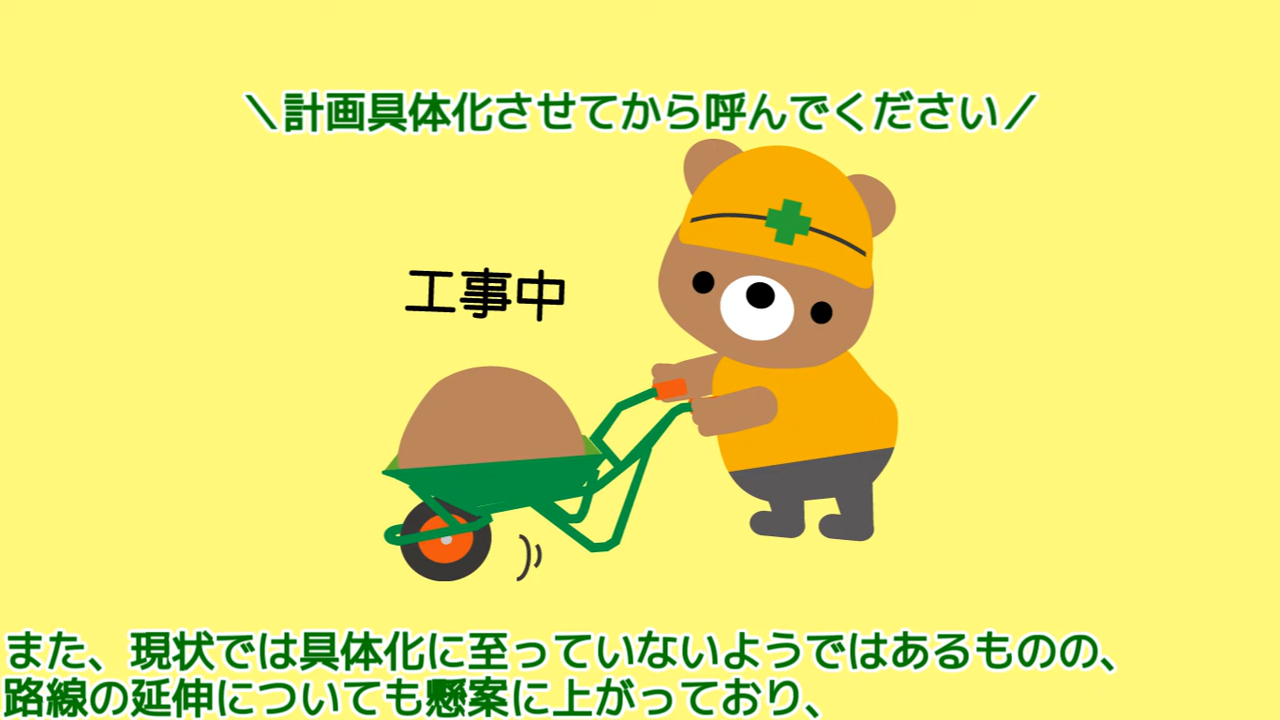 ＼計画具体化させてから呼んでください／
工事中
また、現状では具体化に至っていないようではあるものの、
路線の延伸についても懸案に上がっており、